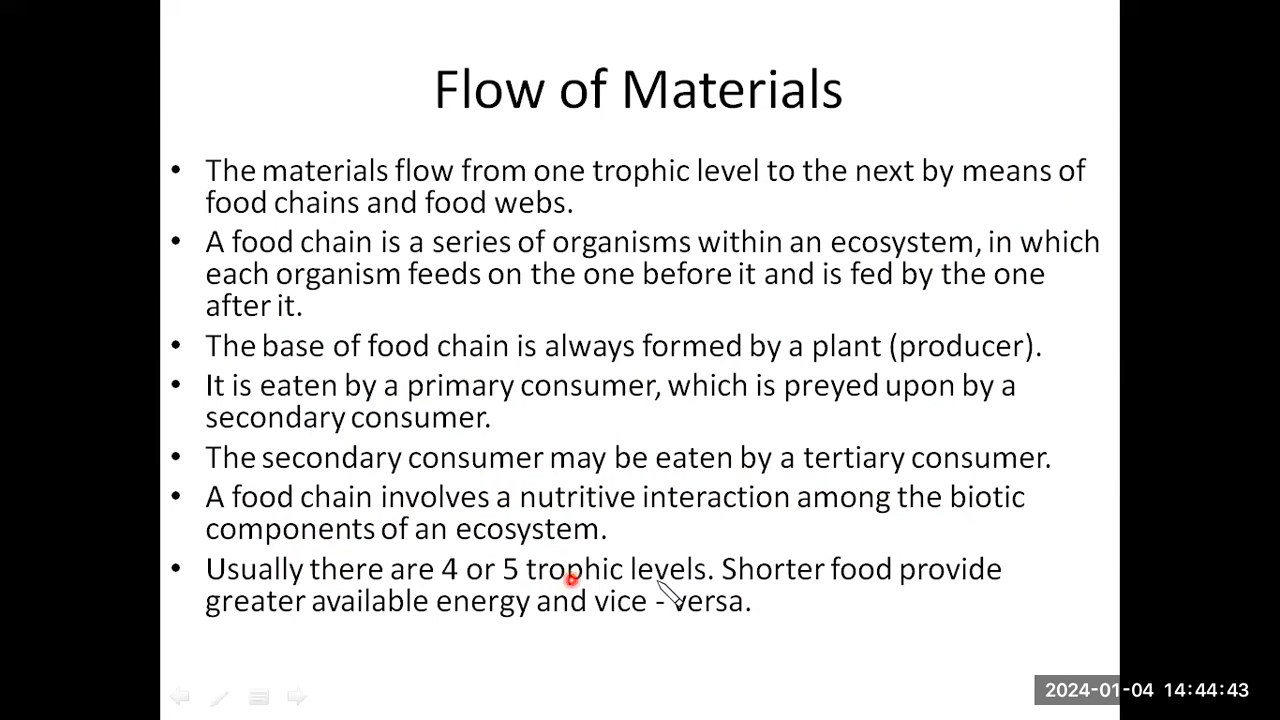 Flow of Materials
• The materials flow from one trophic level to the next by means of
food chains and food webs.
• A food chain is a series of organisms within an ecosystem, in which
each organism feeds on the one before it and is fed by the one
after it.
• The base of food chain is always formed by a plant (producer).
• It is eaten by a primary consumer, which is preyed upon by a
secondary consumer.
• The secondary consumer may be eaten by a tertiary consumer.
• A food chain involves a nutritive interaction among the biotic
components of an ecosystem.
• Usually there are 4 or 5 trophic levels. Shorter food provide
greater available energy and vice - versa.
2024-01-04 14:44:43